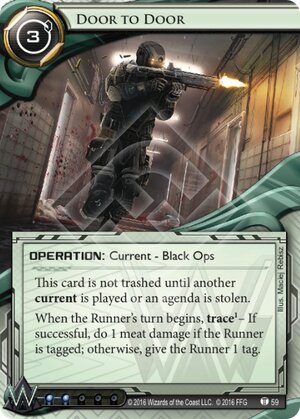 Door to Door
3
OPERATION: Current - Black Ops
This card is not trashed until another
current is played or an agenda is stolen.
When the Runner's turn begins, trace¹– If
successful, do 1 meat damage if the Runner
is tagged; otherwise, give the Runner 1 tag.
Illus. Maciej Rebisz
© 2016 Wizards of the Coast LLC. © 2016 FFG
59